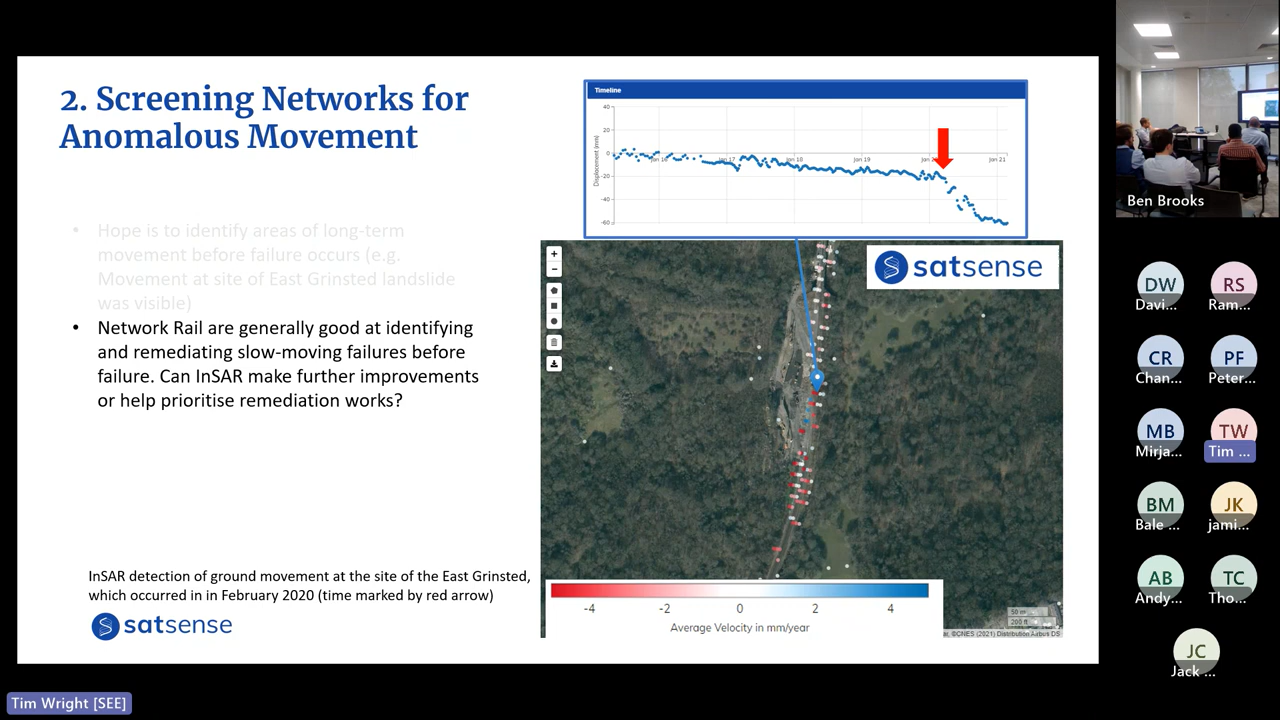 2. Screening Networks for
Anomalous Movement
• Hope is to identify areas of long-term
movement before failure occurs (e.g.
Movement at site of East Grinsted landslide
was visible)
• Network Rail are generally good at identifying
and remediating slow-moving failures before
failure. Can InSAR make further improvements
or help prioritise remediation works?
InSAR detection of ground movement at the site of the East Grinsted,
which occurred in in February 2020 (time marked by red arrow)
satsense
Timeline
Displacement (mm)
40
20
0
-20
-40
-60
Jan 16
Jan 17
Jan 18
Jan 19
Jan 21
satsense
+
−
-4
-2
0
2
4
Average Velocity in mm/year
50 m
200 ft
©CNES (2021) Distribution Airbus DS
Ben Brooks
DW
Davi...
RS
Ram...
CR
Chan...
PF
Peter...
MB
Mirja...
TW
Tim ...
BM
Bale ...
JK
jami...
AB
Andy...
TC
Tho...
JC
Jack ...
Tim Wright [SEE]